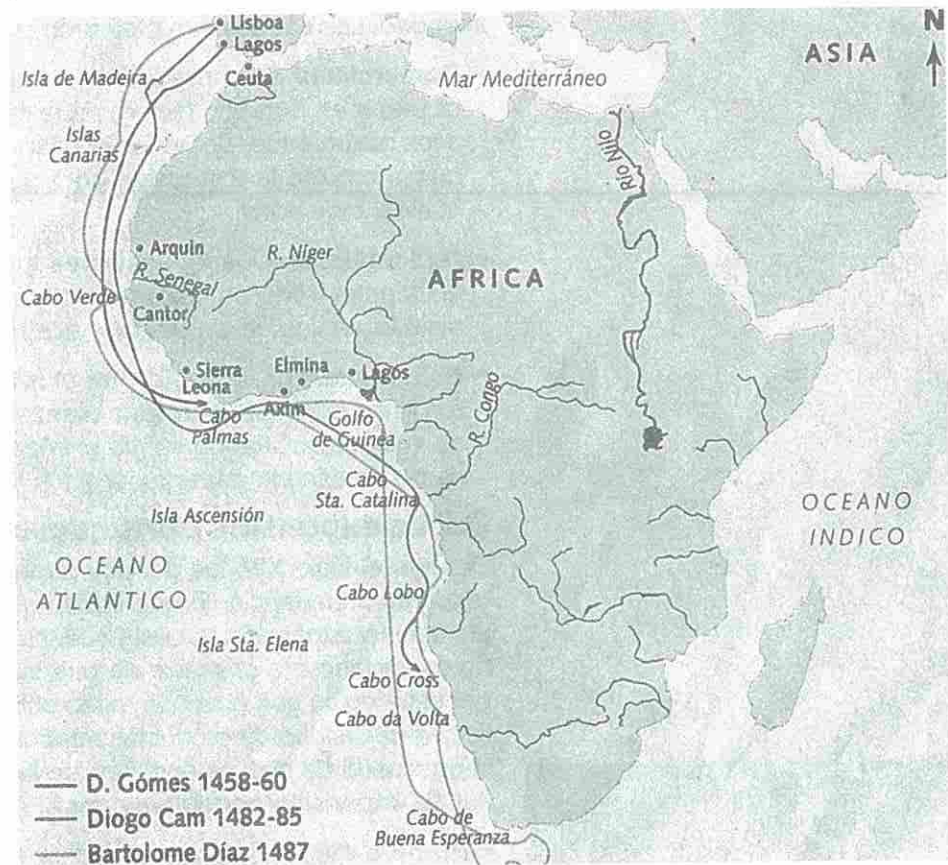 Lisboa
Lagos
Ceuta
Isla de Madeira
Mar Mediterráneo
ASIA
N
Islas
Canarias
Río Nilo
Arquin
R. Senegal
R. Niger
AFRICA
Cabo Verde
Cantor
Sierra
Leona
Elmina
Lagos
Axim
Cabo
Palmas
Golfo
de Guinea
R. Congo
Cabo
Sta. Catalina
Isla Ascensión
OCEANO
INDICO
OCEANO
ATLANTICO
Cabo Lobo
Isla Sta. Elena
Cabo Cross
Cabo da Volta
Cabo de
Buena Esperanza
D. Gómes 1458-60
Diogo Cam 1482-85
Bartolome Díaz 1487